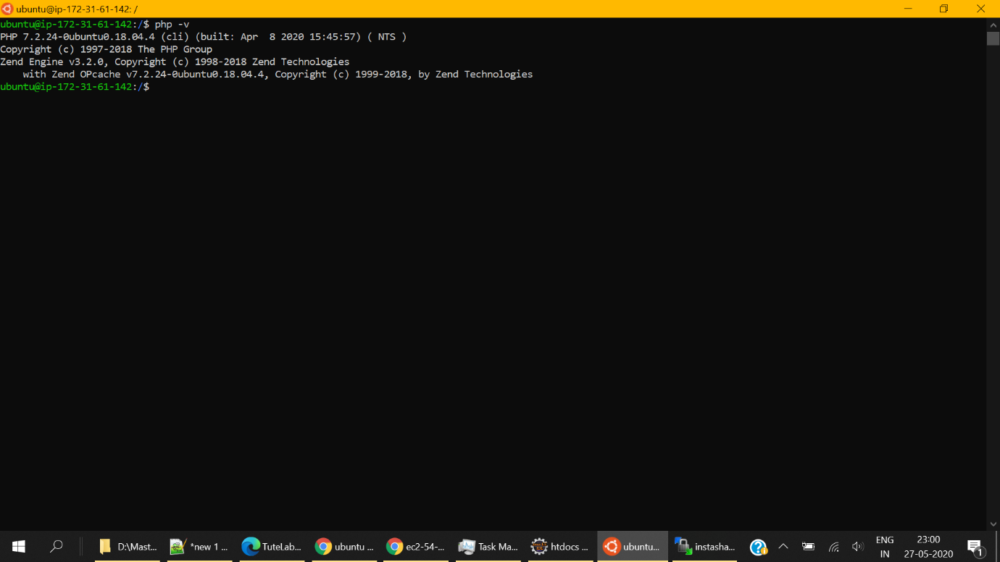 ubuntu@ip-172-31-61-142: /
ubuntu@ip-172-31-61-142:/$ php -v
PHP 7.2.24-0ubuntu0.18.04.4 (cli) (built: Apr  8 2020 15:45:57) ( NTS )
Copyright (c) 1997-2018 The PHP Group
Zend Engine v3.2.0, Copyright (c) 1998-2018 Zend Technologies
    with Zend OPcache v7.2.24-0ubuntu0.18.04.4, Copyright (c) 1999-2018, by Zend Technologies
ubuntu@ip-172-31-61-142:/$
D:\Mast... *new 1 ... TuteLab... ubuntu ... ec2-54-... Task Ma... htdocs ... ubuntu... instasha... ENG 23:00
IN 27-05-2020 1